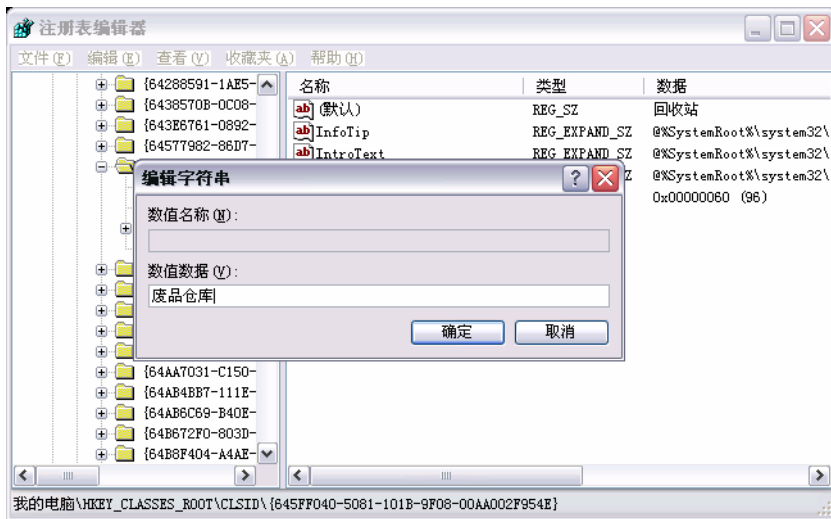 注册表编辑器
文件(F) 编辑(E) 查看(V) 收藏夹(A) 帮助(H)
{64288591-1AE5-
{6438570B-0C08-
{643E6761-0892-
{64577982-86D7-
名称 类型 数据
ab (默认) REG_SZ 回收站
ab InfoTip REG_EXPAND_SZ @%SystemRoot%\system32\
ab IntroText REG_EXPAND_SZ @%SystemRoot%\system32\
Z @%SystemRoot%\system32\
0x00000060 (96)
编辑字符串
数值名称(N):
数值数据(V):
废品仓库
确定 取消
{64AA7031-C150-
{64AB4BB7-111E-
{64AB6C69-B40E-
{64B672F0-803D-
{64B8F404-A4AE-
我的电脑\HKEY_CLASSES_ROOT\CLSID\{645FF040-5081-101B-9F08-00AA002F954E}